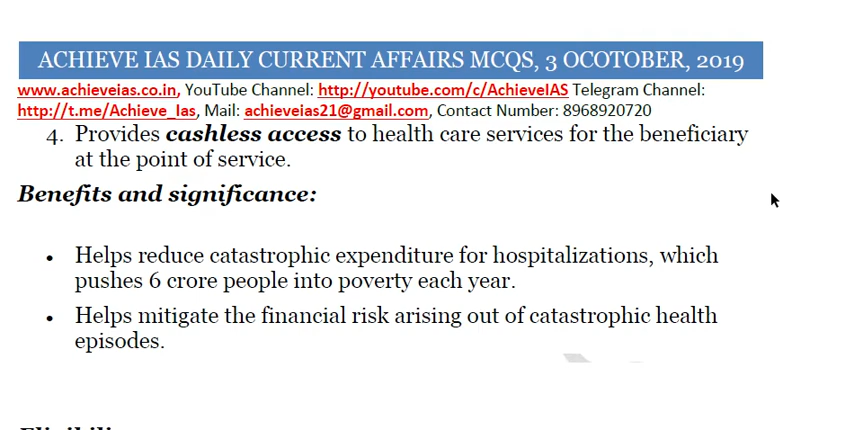 ACHIEVE IAS DAILY CURRENT AFFAIRS MCQS, 3 OCOTOBER, 2019
www.achieveias.co.in, YouTube Channel: http://youtube.com/c/AchieveIAS Telegram Channel:
http://t.me/Achieve_Ias, Mail: achieveias21@gmail.com, Contact Number: 8968920720
4. Provides cashless access to health care services for the beneficiary
at the point of service.
Benefits and significance:
• Helps reduce catastrophic expenditure for hospitalizations, which
pushes 6 crore people into poverty each year.
• Helps mitigate the financial risk arising out of catastrophic health
episodes.